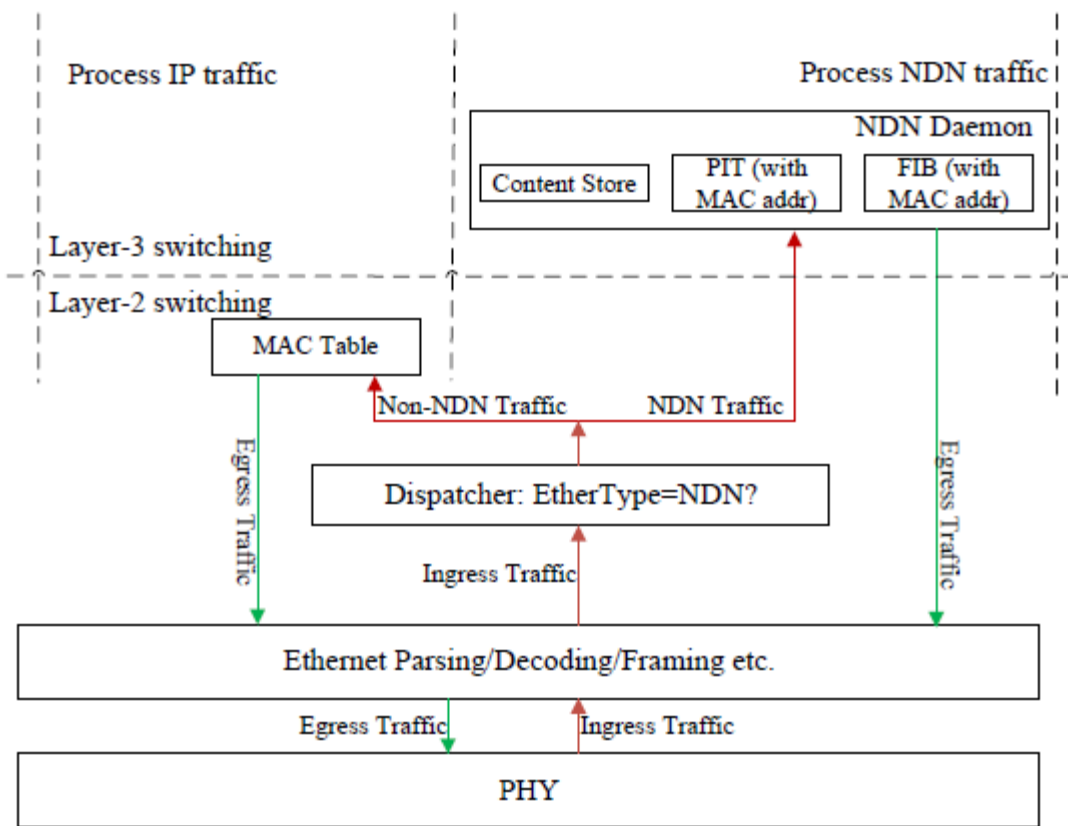 Process IP traffic
Process NDN traffic
NDN Daemon
Content Store
PIT (with
MAC addr)
FIB (with
MAC addr)
Layer-3 switching
Layer-2 switching
MAC Table
Non-NDN Traffic
NDN Traffic
Egress Traffic
Egress Traffic
Dispatcher: EtherType=NDN?
Ingress Traffic
Ethernet Parsing/Decoding/Framing etc.
Egress Traffic
Ingress Traffic
PHY